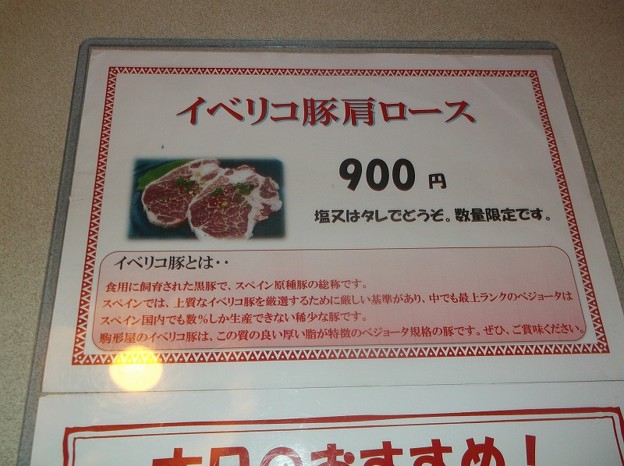 イベリコ豚肩ロース
900 円
塩又はタレでどうぞ。数量限定です。
イベリコ豚とは・・
食用に飼育された黒豚で、スペイン原種豚の総称です。
スペインでは、上質なイベリコ豚を厳選するために厳しい基準があり、中でも最上ランクのベジョータは
スペイン国内でも数%しか生産できない稀少な豚です。
駒形屋のイベリコ豚は、この質の良い厚い脂が特徴のベジョータ規格の豚です。ぜひ、ご賞味ください。
本日のおすすめ！